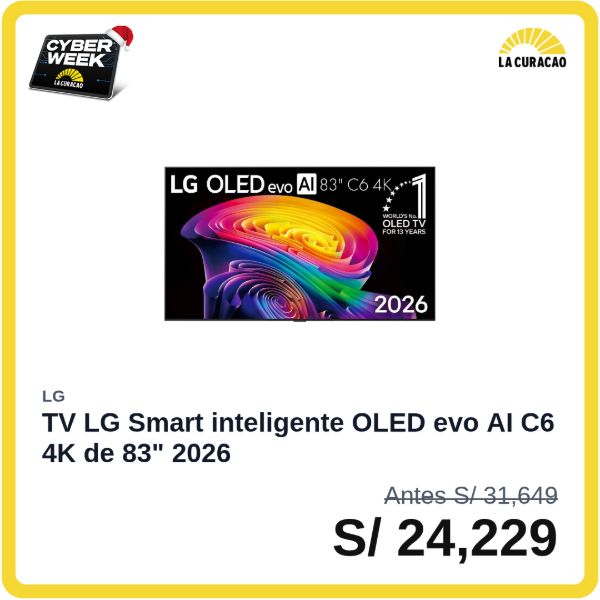 CYBER
WEEK
LA CURACAO
LA CURACAO
LG OLED evo AI 83" C6 4K
1
WORLD'S No.
OLED TV
FOR 13 YEARS
2026
LG
TV LG Smart inteligente OLED evo AI C6
4K de 83" 2026
Antes S/ 31,649
S/ 24,229